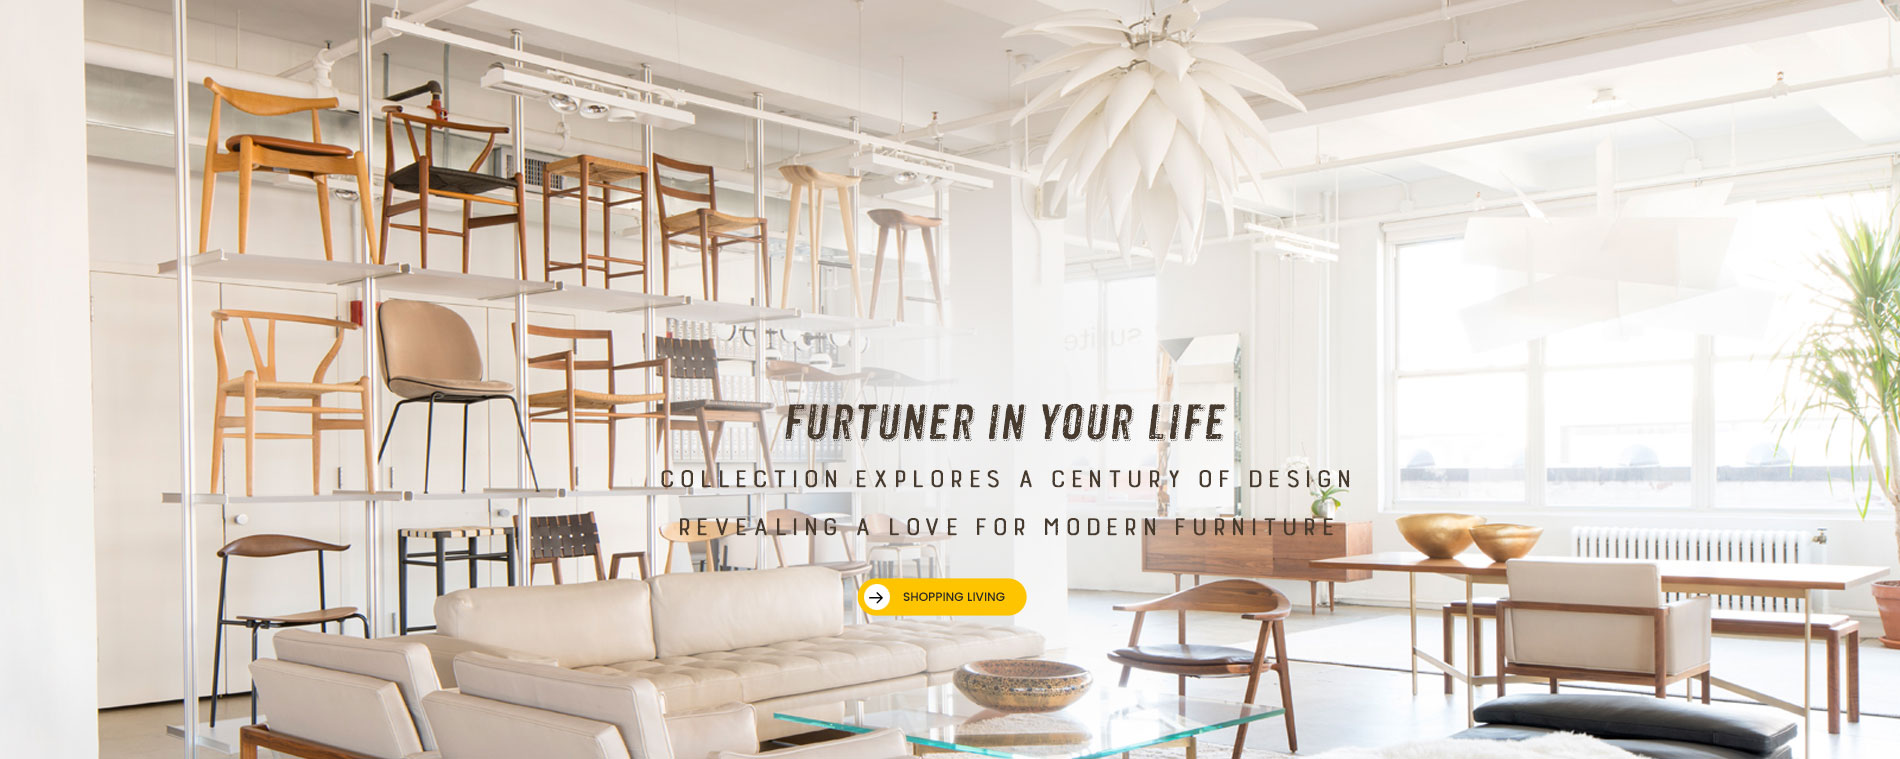 FURTUNER IN YOUR LIFE
COLLECTION EXPLORES A CENTURY OF DESIGN
REVEALING A LOVE FOR MODERN FURNITURE
SHOPPING LIVING